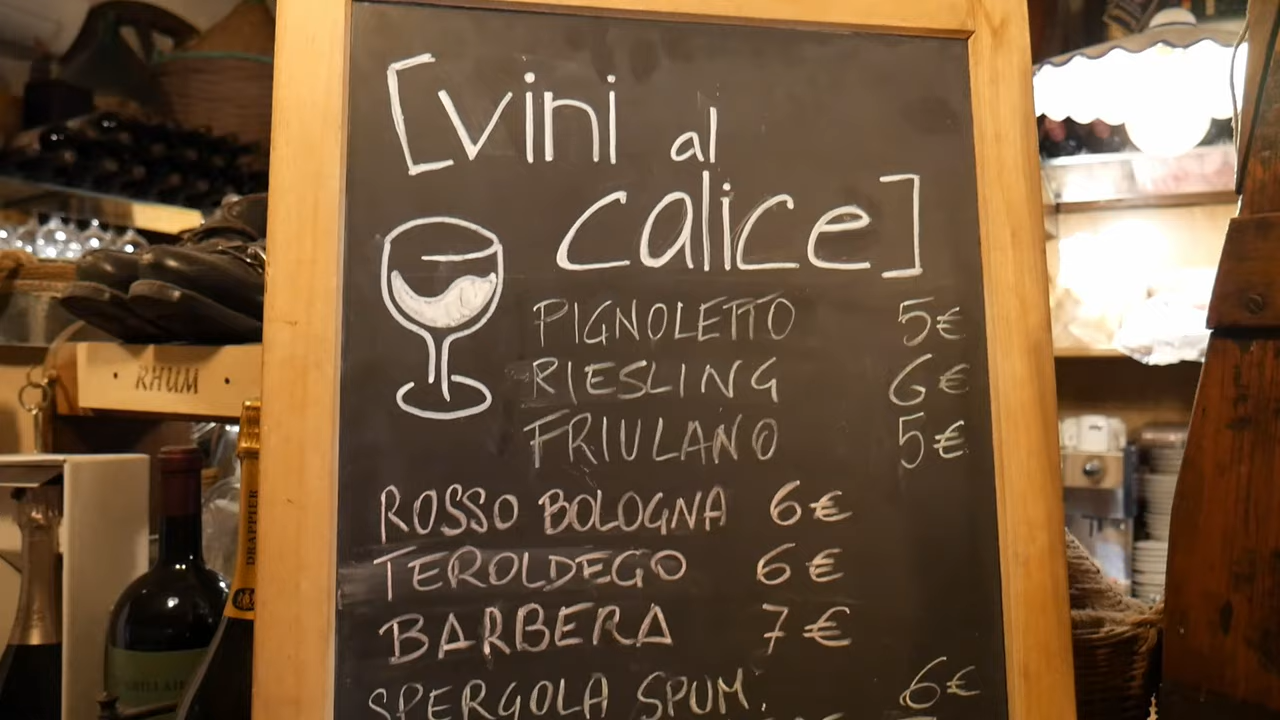 [vini al
calice]
PIGNOLETTO 5€
RIESLING 6€
FRIULANO 5€
ROSSO BOLOGNA 6€
TEROLDEGO 6€
BARBERA 7€
SPERGOLA SPUM. 6€
RHUM
DRAPPIER